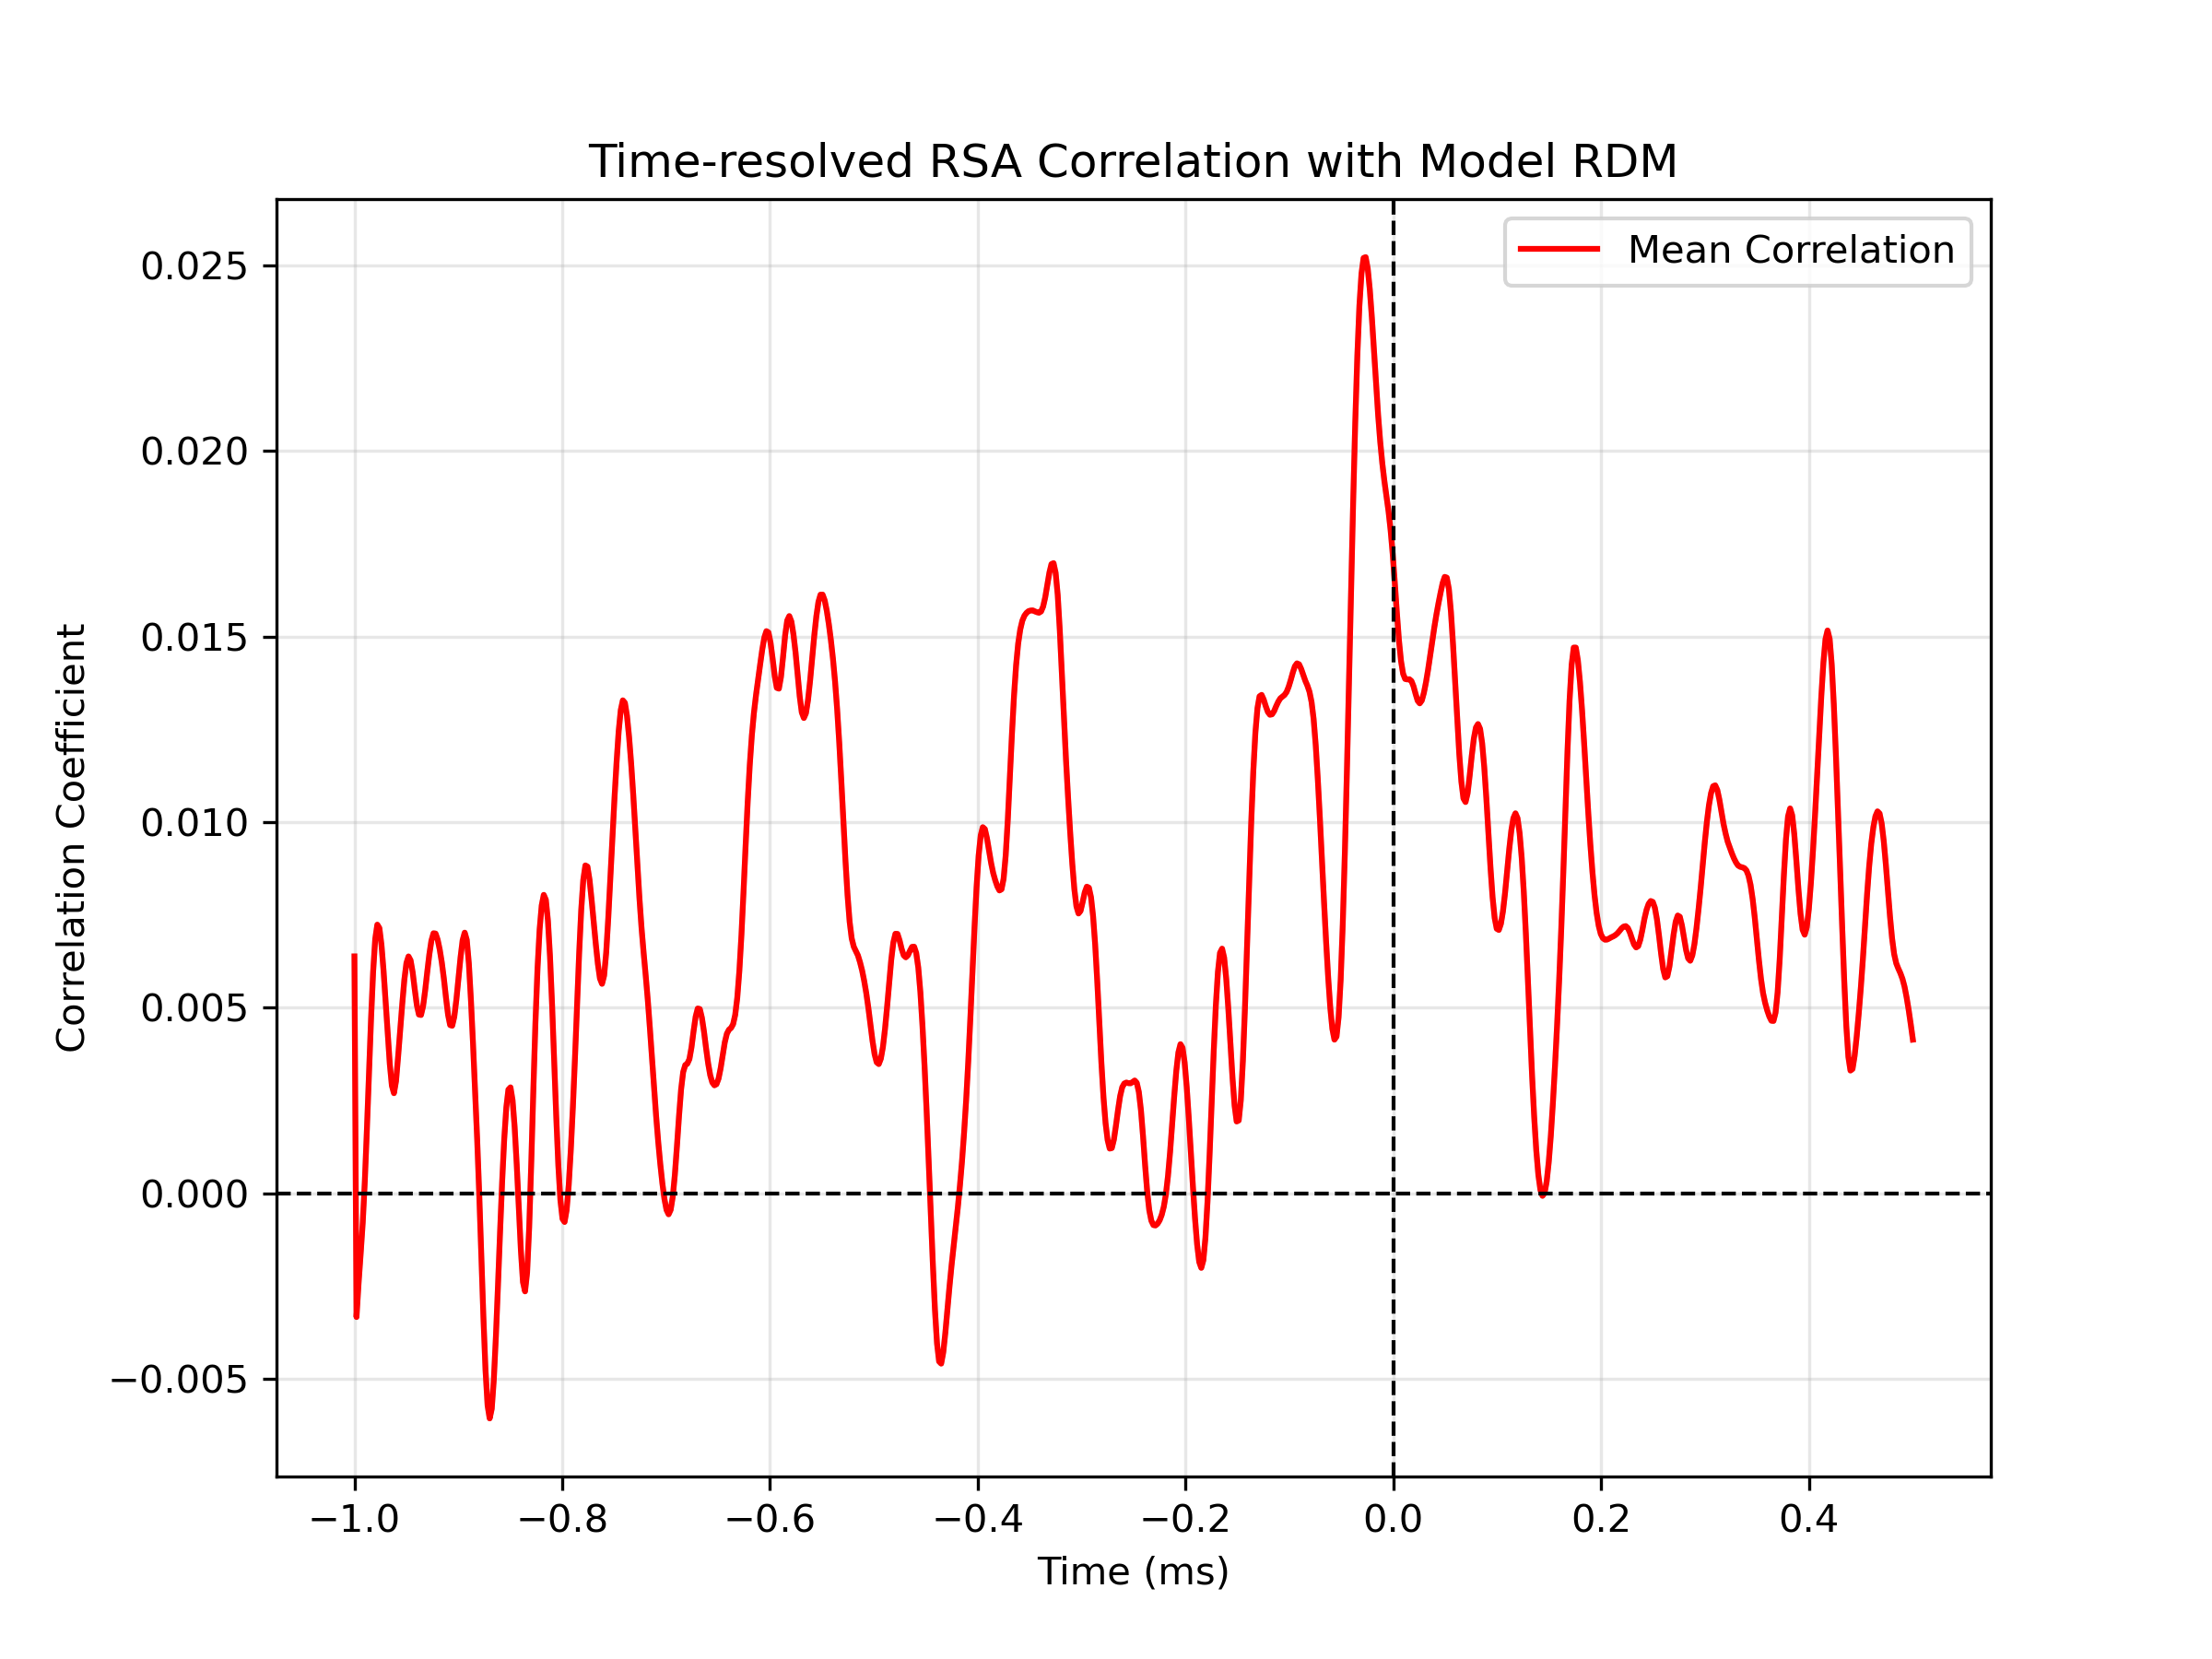 Time-resolved RSA Correlation with Model RDM
Mean Correlation
Correlation Coefficient
0.025
0.020
0.015
0.010
0.005
0.000
−0.005
−1.0 −0.8 −0.6 −0.4 −0.2 0.0 0.2 0.4
Time (ms)